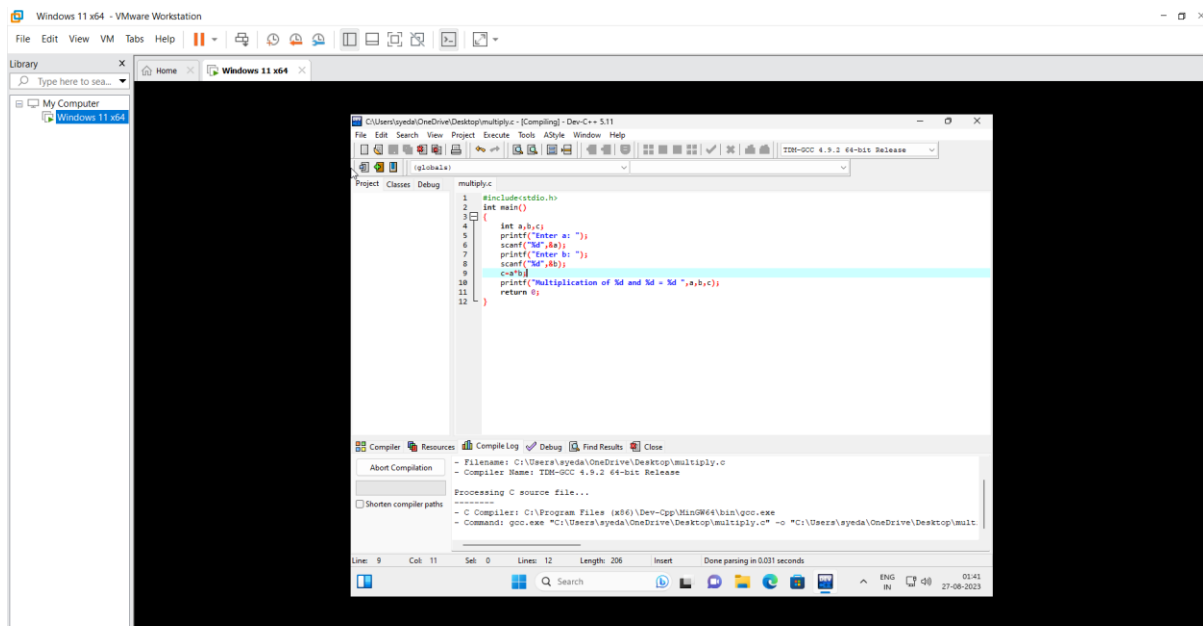 Windows 11 x64 - VMware Workstation
File Edit View VM Tabs Help
Library X
Type here to sea...
Home
Windows 11 x64
My Computer
Windows 11 x64
C:\Users\syeda\OneDrive\Desktop\multiply.c - [Compiling] - Dev-C++ 5.11
File Edit Search View Project Execute Tools AStyle Window Help
TDM-GCC 4.9.2 64-bit Release
(globals)
Project Classes Debug
multiply.c
1 #include<stdio.h>
2 int main()
3 {
4 int a,b,c;
5 printf("Enter a: ");
6 scanf("%d",&a);
7 printf("Enter b: ");
8 scanf("%d",&b);
9 c=a*b;
10 printf("Multiplication of %d and %d = %d ",a,b,c);
11 return 0;
12 }
Compiler Resources Compile Log Debug Find Results Close
Abort Compilation
Shorten compiler paths
- Filename: C:\Users\syeda\OneDrive\Desktop\multiply.c
- Compiler Name: TDM-GCC 4.9.2 64-bit Release
Processing C source file...
--------
- C Compiler: C:\Program Files (x86)\Dev-Cpp\MinGW64\bin\gcc.exe
- Command: gcc.exe "C:\Users\syeda\OneDrive\Desktop\multiply.c" -o "C:\Users\syeda\OneDrive\Desktop\mult
Line: 9 Col: 11 Sel: 0 Lines: 12 Length: 206 Insert Done parsing in 0.031 seconds
Search
ENG
IN
01:41
27-08-2023